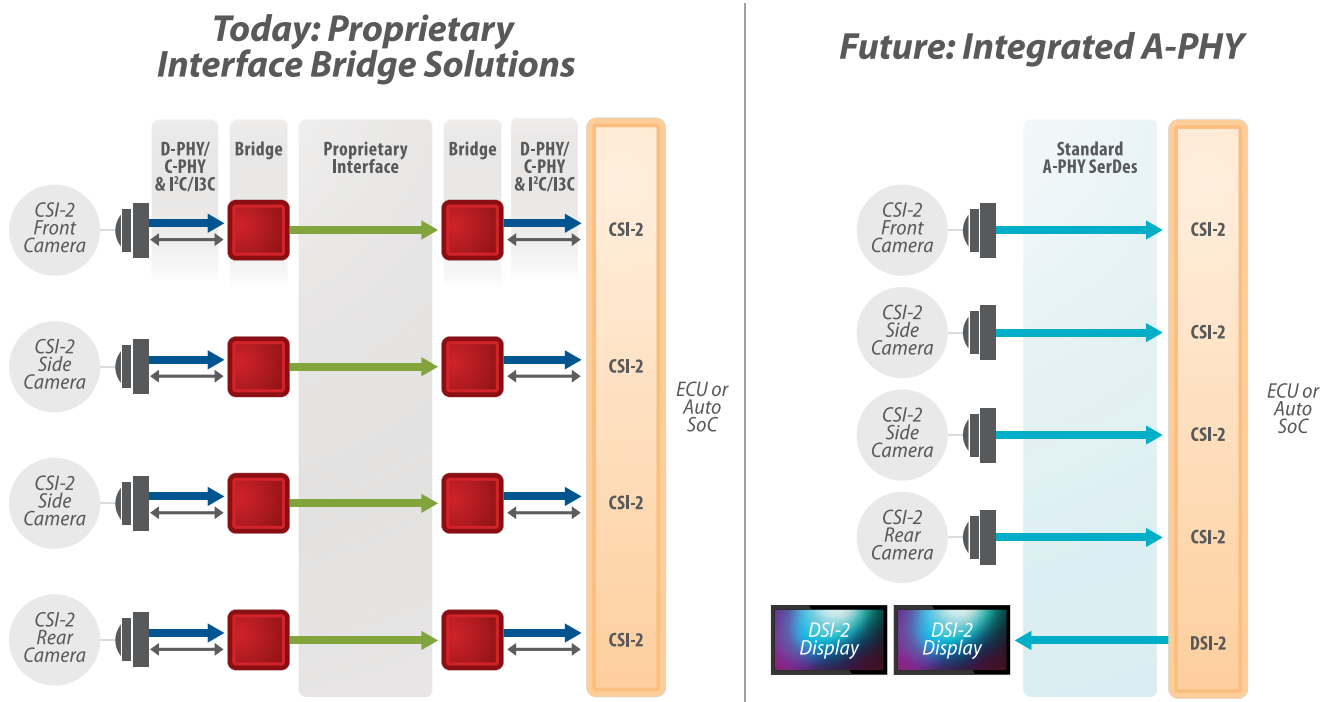 Today: Proprietary
Interface Bridge Solutions
D-PHY/
C-PHY
& I²C/I3C
Bridge
Proprietary
Interface
Bridge
D-PHY/
C-PHY
& I²C/I3C
CSI-2
Front
Camera
CSI-2
CSI-2
Side
Camera
CSI-2
CSI-2
Side
Camera
CSI-2
CSI-2
Rear
Camera
CSI-2
ECU or
Auto
SoC
Future: Integrated A-PHY
Standard
A-PHY SerDes
CSI-2
Front
Camera
CSI-2
CSI-2
Side
Camera
CSI-2
CSI-2
Side
Camera
CSI-2
CSI-2
Rear
Camera
CSI-2
DSI-2
Display
DSI-2
Display
DSI-2
ECU or
Auto
SoC